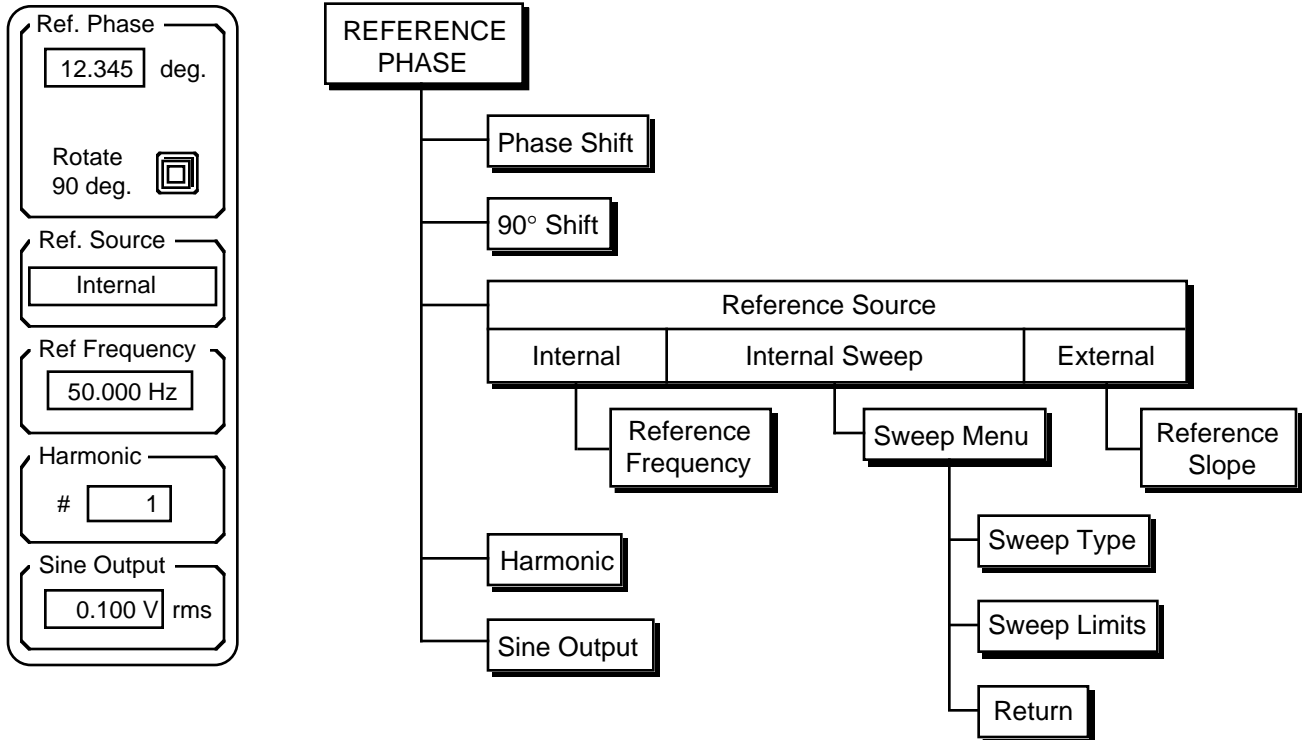 Ref. Phase
12.345 deg.
Rotate
90 deg.
Ref. Source
Internal
Ref Frequency
50.000 Hz
Harmonic
# 1
Sine Output
0.100 V rms
REFERENCE
PHASE
Phase Shift
90° Shift
Reference Source
Internal
Internal Sweep
External
Reference
Frequency
Sweep Menu
Reference
Slope
Sweep Type
Sweep Limits
Return
Harmonic
Sine Output